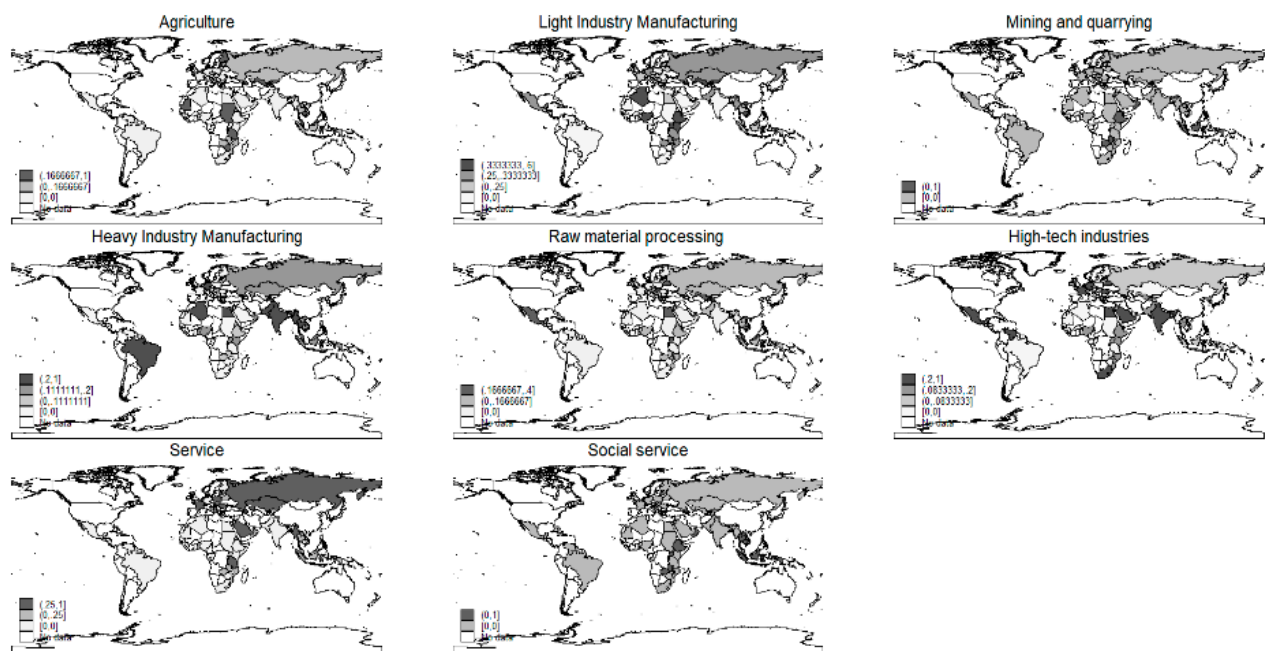 Agriculture
(.1666667,1]
(0,.1666667]
[0,0]
No data
Light Industry Manufacturing
(.3333333,.6]
(.25,.3333333]
(0,.25]
[0,0]
No data
Mining and quarrying
(0,1]
[0,0]
No data
Heavy Industry Manufacturing
(.2,1]
(.1111111,.2]
(0,.1111111]
[0,0]
No data
Raw material processing
(.1666667,.4]
(0,.1666667]
[0,0]
No data
High-tech industries
(.2,1]
(.0833333,.2]
(0,.0833333]
[0,0]
No data
Service
(.25,1]
(0,.25]
[0,0]
No data
Social service
(0,1]
[0,0]
No data